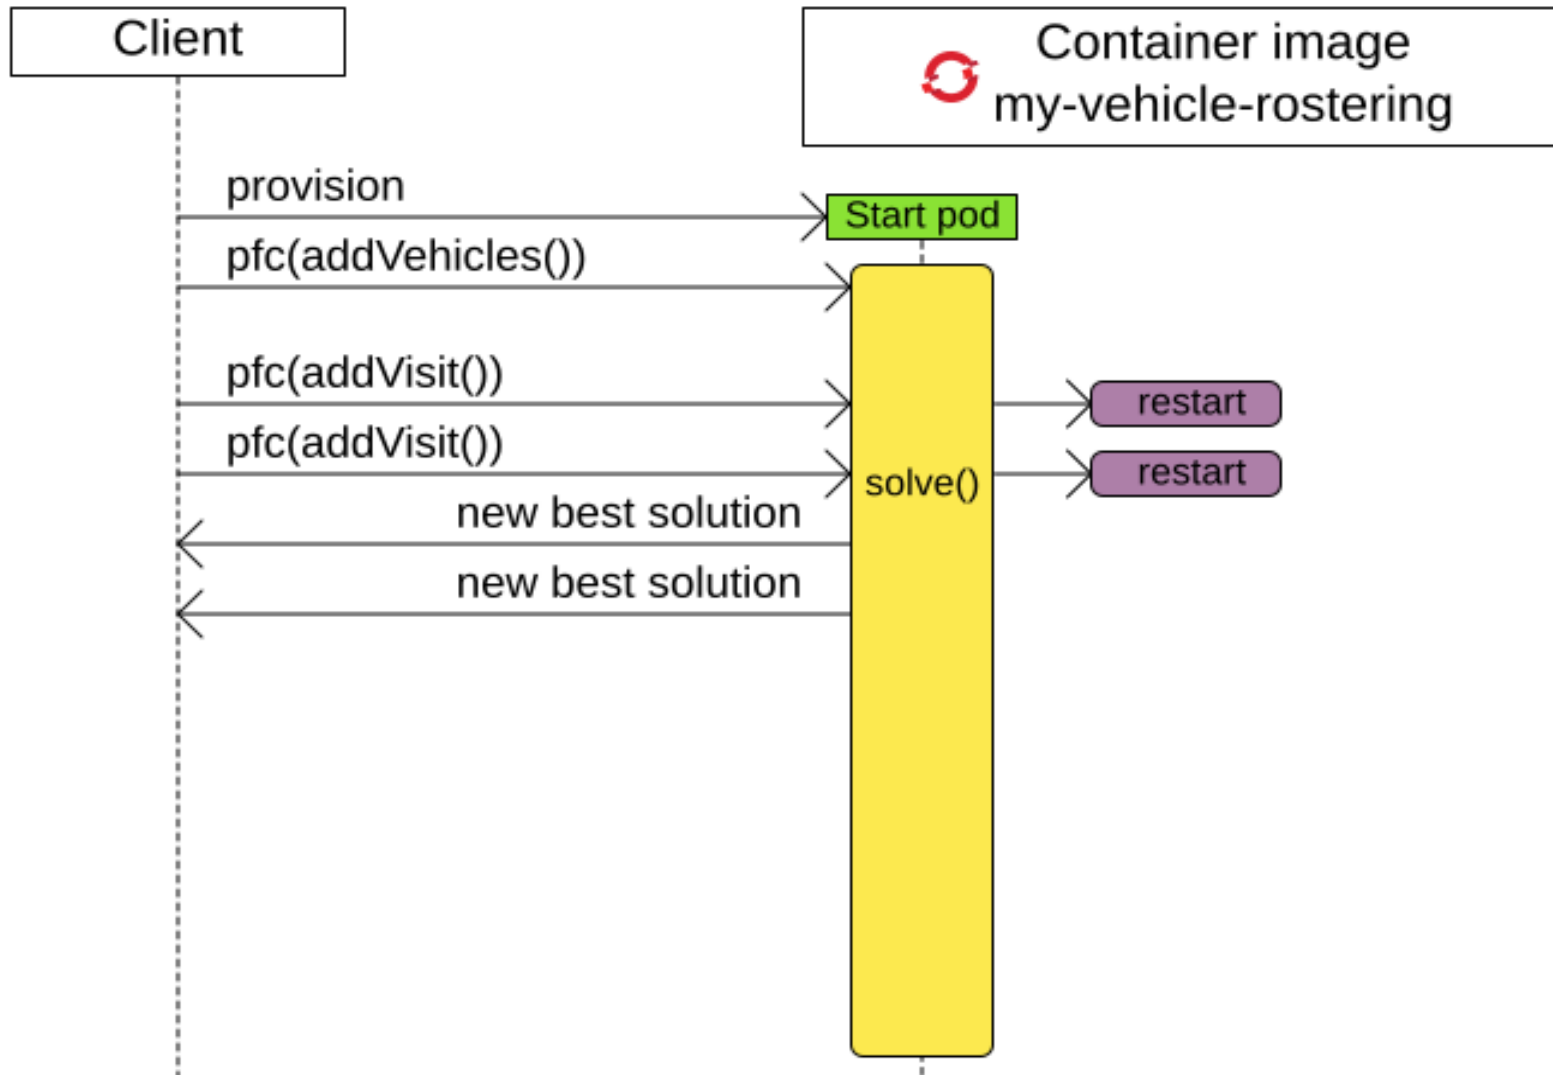 Client
Container image
my-vehicle-rostering
provision
Start pod
pfc(addVehicles())
pfc(addVisit())
restart
pfc(addVisit())
restart
solve()
new best solution
new best solution